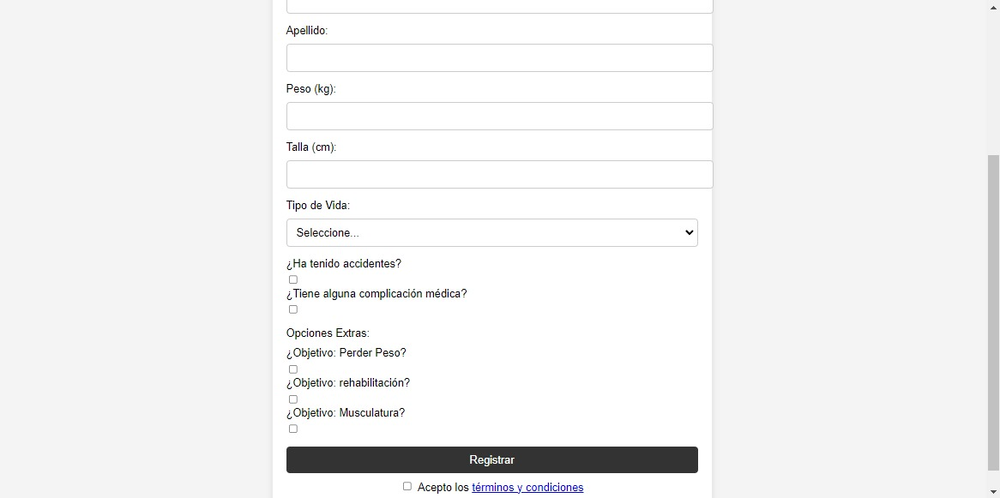 Apellido:
Peso (kg):
Talla (cm):
Tipo de Vida:
Seleccione...
¿Ha tenido accidentes?
¿Tiene alguna complicación médica?
Opciones Extras:
¿Objetivo: Perder Peso?
¿Objetivo: rehabilitación?
¿Objetivo: Musculatura?
Registrar
Acepto los términos y condiciones